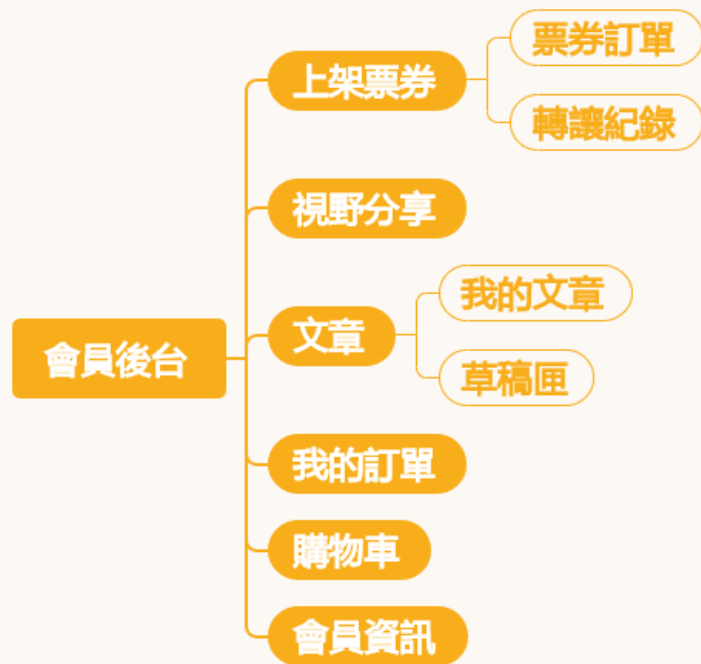 會員後台
上架票券
票券訂單
轉讓紀錄
視野分享
文章
我的文章
草稿匣
我的訂單
購物車
會員資訊